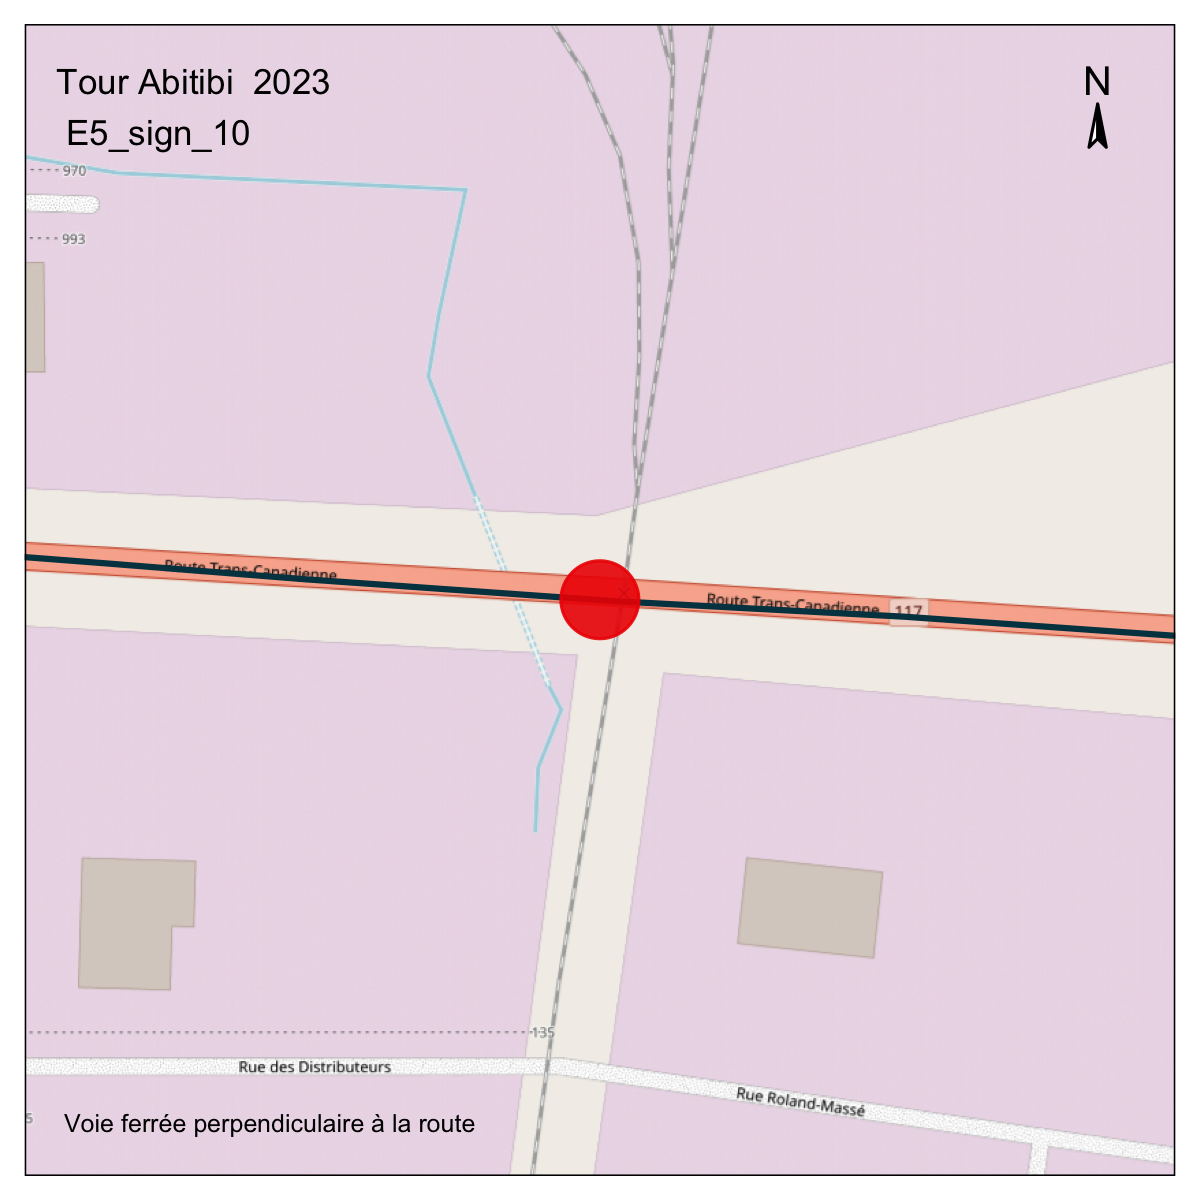 Tour Abitibi 2023
N
E5_sign_10
970
993
Route Trans-Canadienne
Route Trans-Canadienne
117
135
Rue des Distributeurs
Rue Roland-Massé
Voie ferrée perpendiculaire à la route